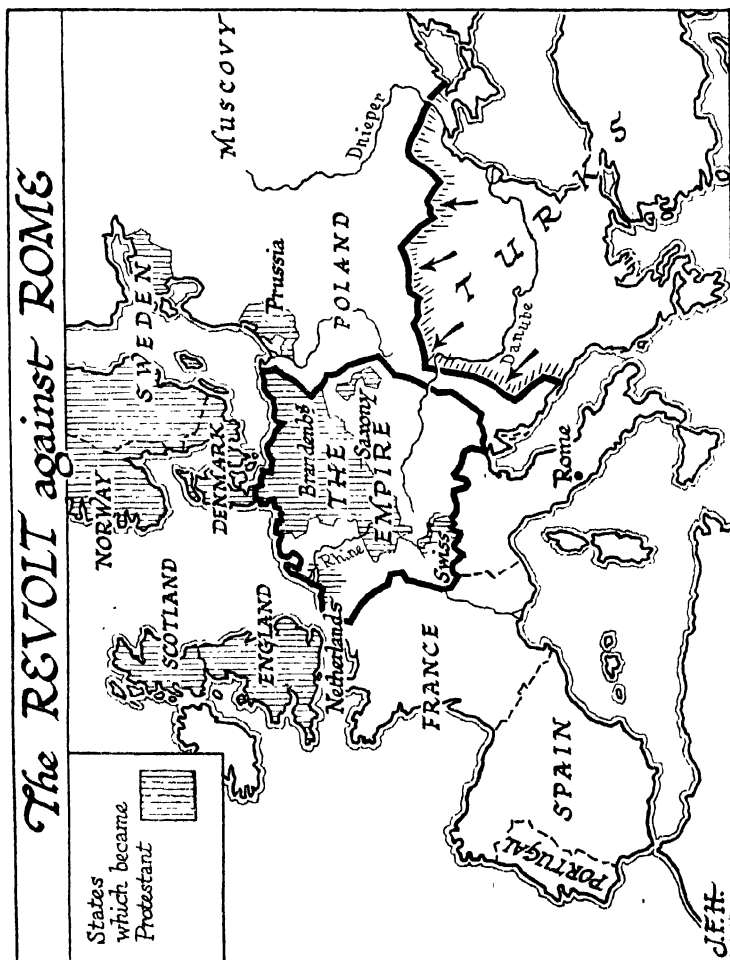 The REVOLT against ROME
States
which became
Protestant
NORWAY
SWEDEN
MUSCOVY
SCOTLAND
DENMARK
Prussia
Dnieper
ENGLAND
Brandenbg
POLAND
Netherlands
Rhine
THE
EMPIRE
Saxony
FRANCE
Swiss
Danube
TURKS
PORTUGAL
SPAIN
Rome
J.F.H.